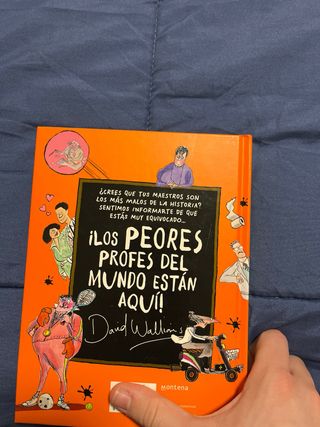 ¿CREES QUE TUS MAESTROS SON
LOS MÁS MALOS DE LA HISTORIA?
SENTIMOS INFORMARTE DE QUE
ESTÁS MUY EQUIVOCADO...
¡LOS PEORES
PROFES DEL
MUNDO ESTÁN
AQUÍ!
David Walliams
montena